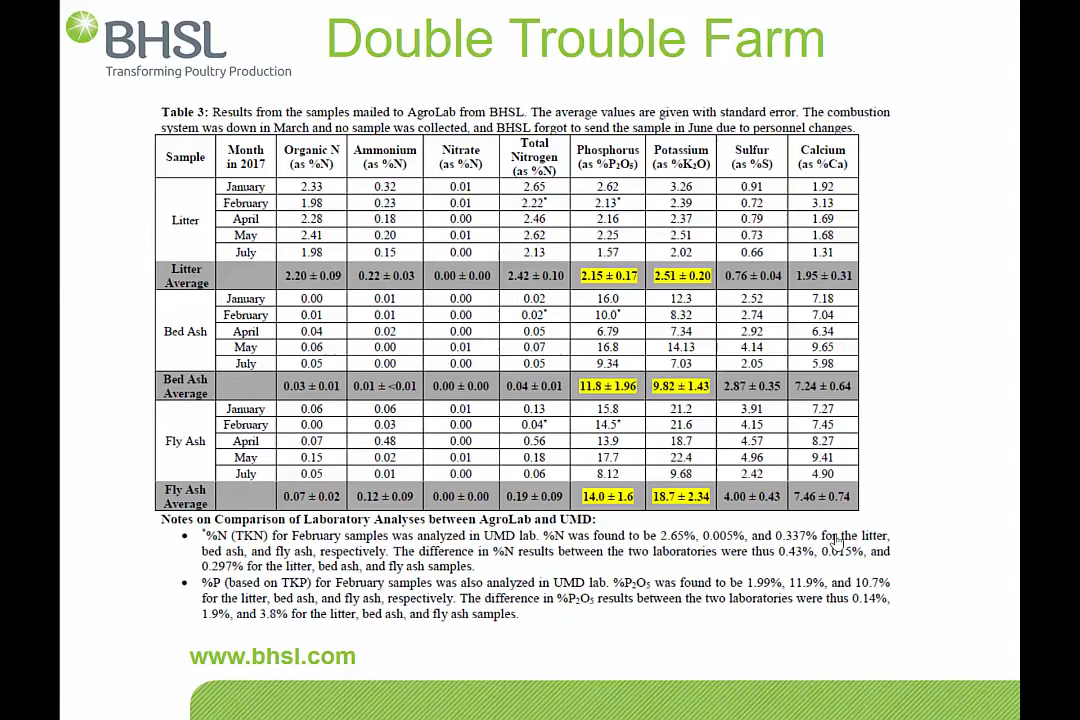 BHSL
Transforming Poultry Production
Double Trouble Farm
Table 3: Results from the samples mailed to AgroLab from BHSL. The average values are given with standard error. The combustion
system was down in March and no sample was collected, and BHSL forgot to send the sample in June due to personnel changes.
Sample Month in 2017 Organic N (as %N) Ammonium (as %N) Nitrate (as %N) Total Nitrogen (as %N) Phosphorus (as %P₂O₅) Potassium (as %K₂O) Sulfur (as %S) Calcium (as %Ca)
Litter
January 2.33 0.32 0.01 2.65 2.62 3.26 0.91 1.92
February 1.98 0.23 0.01 2.22* 2.13* 2.39 0.72 3.13
April 2.28 0.18 0.00 2.46 2.16 2.37 0.79 1.69
May 2.41 0.20 0.01 2.62 2.25 2.51 0.73 1.68
July 1.98 0.15 0.00 2.13 1.57 2.02 0.66 1.31
Litter Average 2.20 ± 0.09 0.22 ± 0.03 0.00 ± 0.00 2.42 ± 0.10 2.15 ± 0.17 2.51 ± 0.20 0.76 ± 0.04 1.95 ± 0.31
Bed Ash
January 0.00 0.01 0.00 0.02 16.0 12.3 2.52 7.18
February 0.01 0.01 0.00 0.02* 10.0* 8.32 2.74 7.04
April 0.04 0.02 0.00 0.05 6.79 7.34 2.92 6.34
May 0.06 0.00 0.01 0.07 16.8 14.13 4.14 9.65
July 0.05 0.00 0.00 0.05 9.34 7.03 2.05 5.98
Bed Ash Average 0.03 ± 0.01 0.01 ± <0.01 0.00 ± 0.00 0.04 ± 0.01 11.8 ± 1.96 9.82 ± 1.43 2.87 ± 0.35 7.24 ± 0.64
Fly Ash
January 0.06 0.06 0.01 0.13 15.8 21.2 3.91 7.27
February 0.00 0.03 0.00 0.04* 14.5* 21.6 4.15 7.45
April 0.07 0.48 0.00 0.56 13.9 18.7 4.57 8.27
May 0.15 0.02 0.01 0.18 17.7 22.4 4.96 9.41
July 0.05 0.01 0.00 0.06 8.12 9.68 2.42 4.90
Fly Ash Average 0.07 ± 0.02 0.12 ± 0.09 0.00 ± 0.00 0.19 ± 0.09 14.0 ± 1.6 18.7 ± 2.34 4.00 ± 0.43 7.46 ± 0.74
Notes on Comparison of Laboratory Analyses between AgroLab and UMD:
• *%N (TKN) for February samples was analyzed in UMD lab. %N was found to be 2.65%, 0.005%, and 0.337% for the litter,
bed ash, and fly ash, respectively. The difference in %N results between the two laboratories were thus 0.43%, 0.015%, and
0.297% for the litter, bed ash, and fly ash samples.
• %P (based on TKP) for February samples was also analyzed in UMD lab. %P₂O₅ was found to be 1.99%, 11.9%, and 10.7%
for the litter, bed ash, and fly ash, respectively. The difference in %P₂O₅ results between the two laboratories were thus 0.14%,
1.9%, and 3.8% for the litter, bed ash, and fly ash samples.
www.bhsl.com